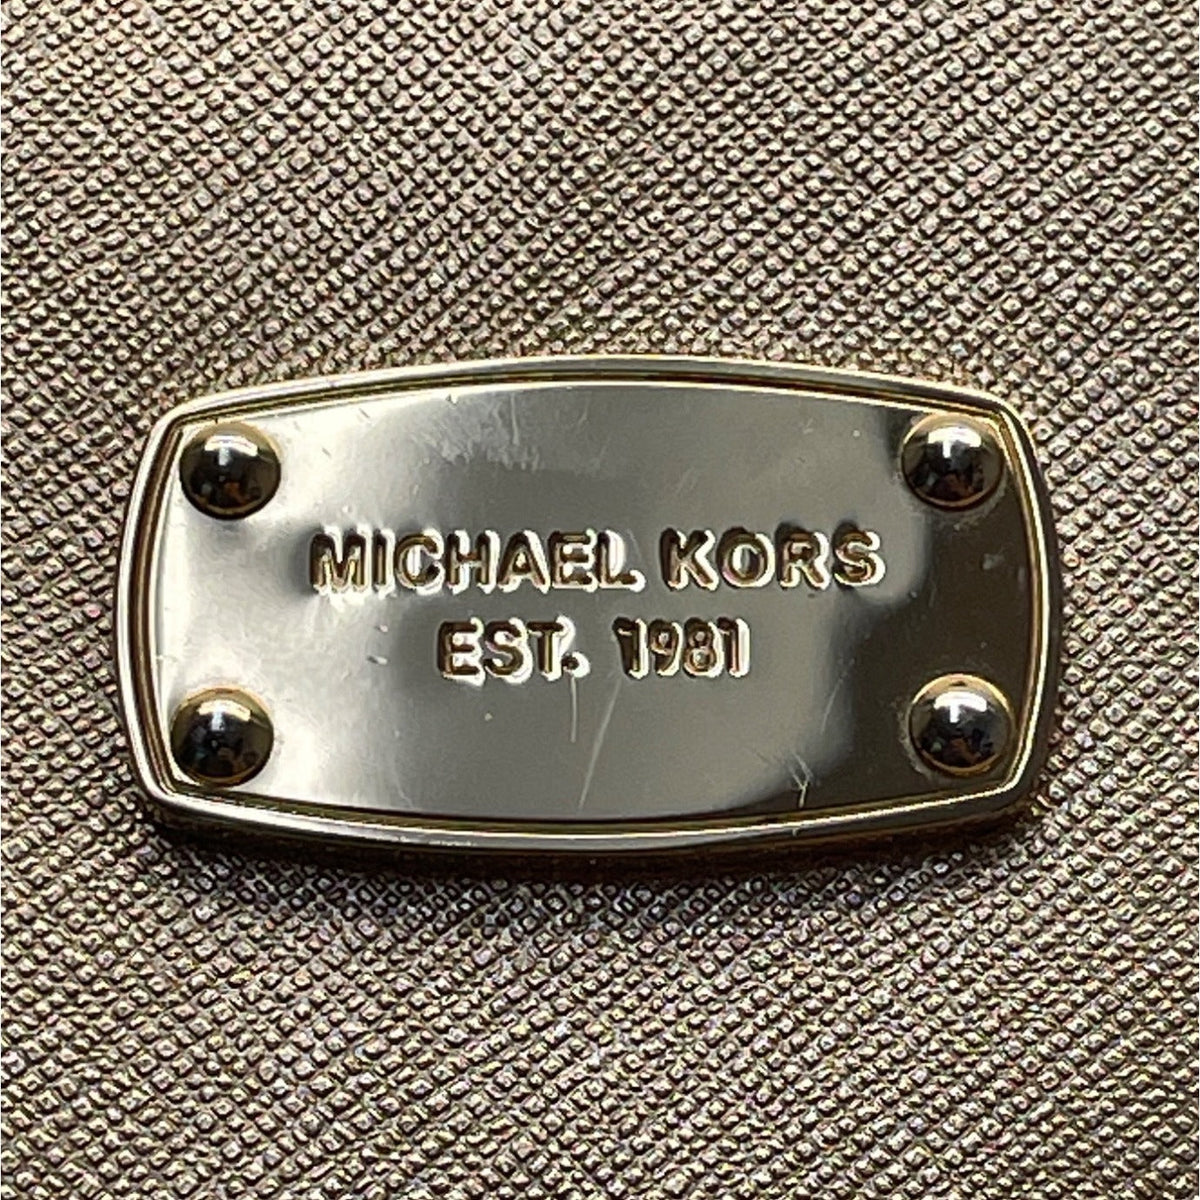 MICHAEL KORS
EST. 1981